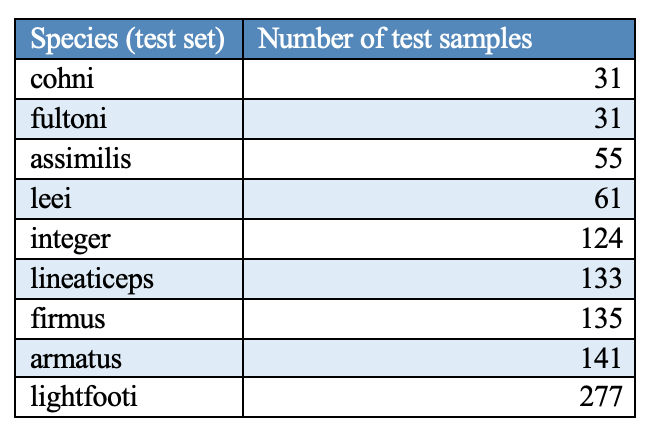 Species (test set) Number of test samples
cohni 31
fultoni 31
assimilis 55
leei 61
integer 124
lineaticeps 133
firmus 135
armatus 141
lightfooti 277